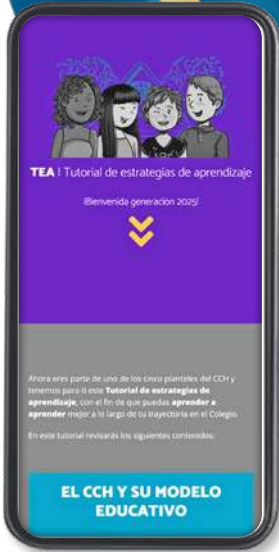 TEA | Tutorial de estrategias de aprendizaje
¡Bienvenida generacion 2025!
Ahora eres parte de uno de los cinco planteles del CCH y
tenemos para ti este Tutorial de estrategias de
aprendizaje, con el fin de que puedas aprender a
aprender mejor a lo largo de tu trayectoria en el Colegio.
En este tutorial revisarás los siguientes contenidos:
EL CCH Y SU MODELO
EDUCATIVO